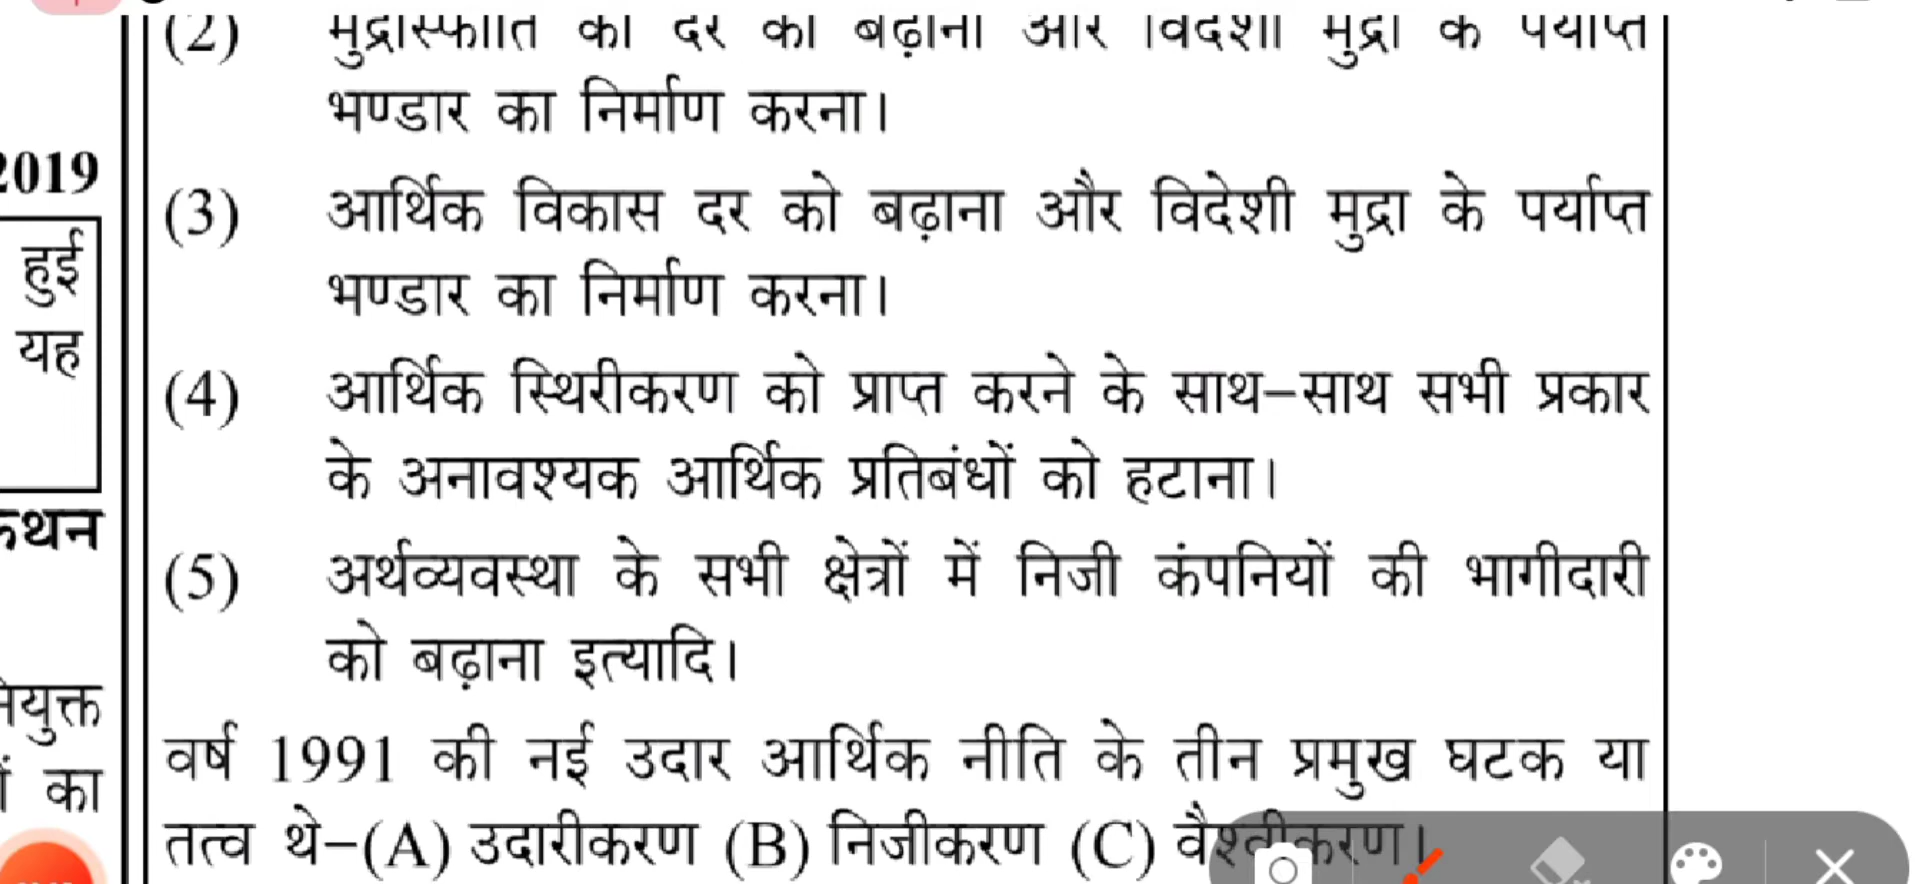 2019
हुई
यह
कथन
का
(2) मुद्रास्फीति की दर को बढ़ाना और विदेशी मुद्रा के पर्याप्त
भण्डार का निर्माण करना।
(3) आर्थिक विकास दर को बढ़ाना और विदेशी मुद्रा के पर्याप्त
भण्डार का निर्माण करना।
(4) आर्थिक स्थिरीकरण को प्राप्त करने के साथ-साथ सभी प्रकार
के अनावश्यक आर्थिक प्रतिबंधों को हटाना।
(5) अर्थव्यवस्था के सभी क्षेत्रों में निजी कंपनियों की भागीदारी
को बढ़ाना इत्यादि।
वर्ष 1991 की नई उदार आर्थिक नीति के तीन प्रमुख घटक या
तत्व थे-(A) उदारीकरण (B) निजीकरण (C) वैश्वीकरण।